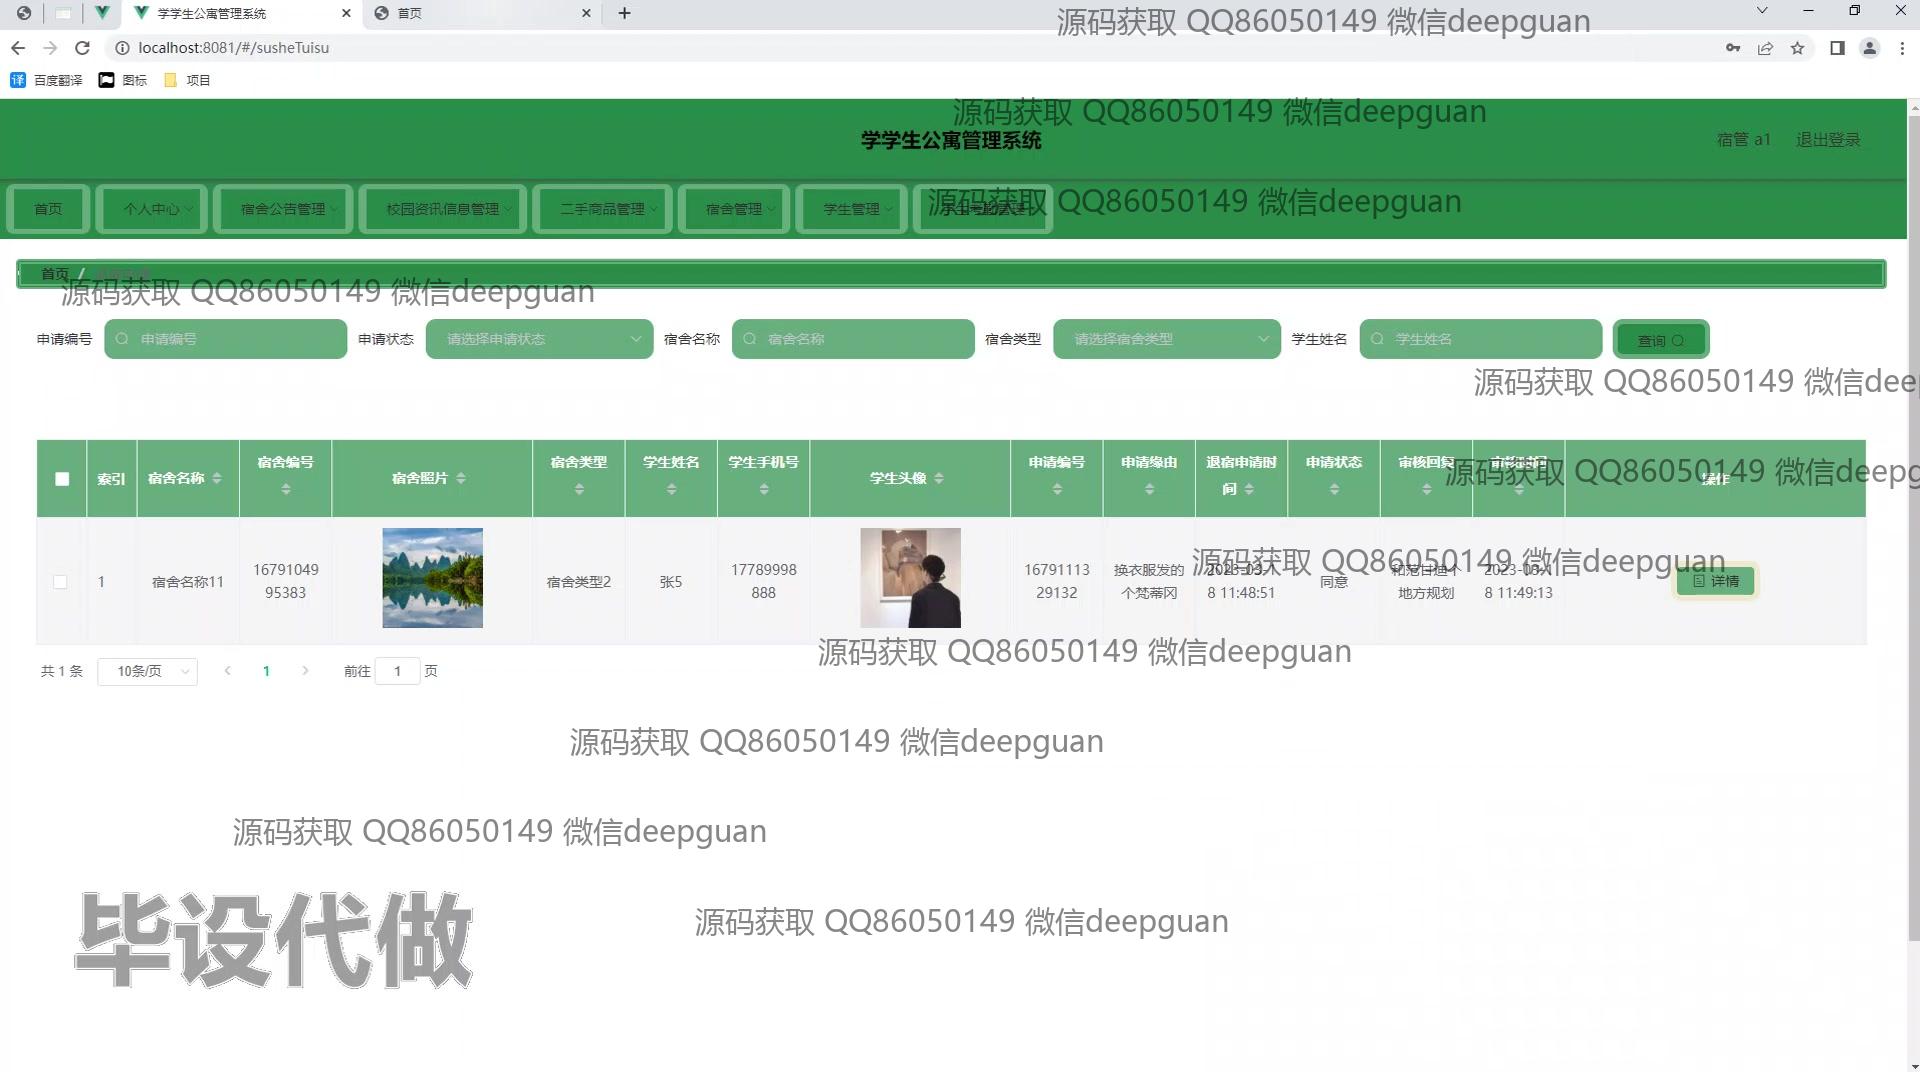 学学生公寓管理系统
首页
源码获取 QQ86050149 微信deepguan
localhost:8081/#/susheTuisu
百度翻译 图标 项目
源码获取 QQ86050149 微信deepguan
学学生公寓管理系统
宿管 a1 退出登录
首页 个人中心 宿舍公告管理 校园资讯信息管理 二手商品管理 宿舍管理 学生管理
源码获取 QQ86050149 微信deepguan
首页 /
源码获取 QQ86050149 微信deepguan
申请编号 申请编号 申请状态 请选择申请状态 宿舍名称 宿舍名称 宿舍类型 请选择宿舍类型 学生姓名 学生姓名 查询
源码获取 QQ86050149 微信dee
索引 宿舍名称 宿舍编号 宿舍照片 宿舍类型 学生姓名 学生手机号 学生头像 申请编号 申请缘由 退宿申请时间 申请状态 审核回复 审核时间 操作
源码获取 QQ86050149 微信deepg
源码获取 QQ86050149 微信deepguan
1 宿舍名称11 1679104995383 宿舍类型2 张5 17789998888 1679111329132 换衣服发的个梵蒂冈 8 11:48:51 同意 地方规划 8 11:49:13 详情
源码获取 QQ86050149 微信deepguan
共 1 条 10条/页 1 前往 1 页
源码获取 QQ86050149 微信deepguan
源码获取 QQ86050149 微信deepguan
毕设代做
源码获取 QQ86050149 微信deepguan